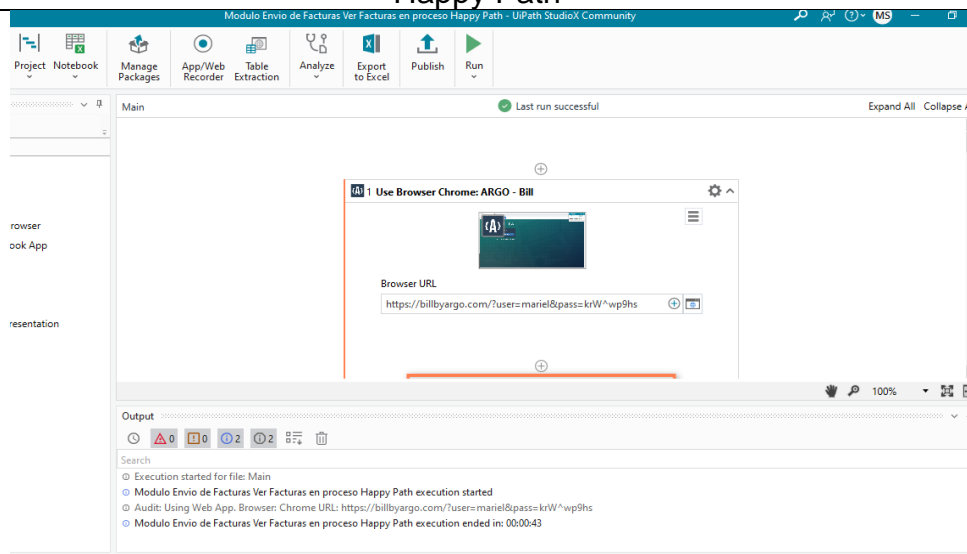 Happy Path
Modulo Envio de Facturas Ver Facturas en proceso Happy Path - UiPath StudioX Community
MS
Project Notebook Manage Packages App/Web Recorder Table Extraction Analyze Export to Excel Publish Run
Main Last run successful Expand All Collapse
1 Use Browser Chrome: ARGO - Bill
(A)
rowser
ook App
Browser URL
https://billbyargo.com/?user=mariel&pass=krW^wp9hs
resentation
100%
Output
0 0 2 2
Search
Execution started for file: Main
Modulo Envio de Facturas Ver Facturas en proceso Happy Path execution started
Audit: Using Web App. Browser: Chrome URL: https://billbyargo.com/?user=mariel&pass=krW^wp9hs
Modulo Envio de Facturas Ver Facturas en proceso Happy Path execution ended in: 00:00:43